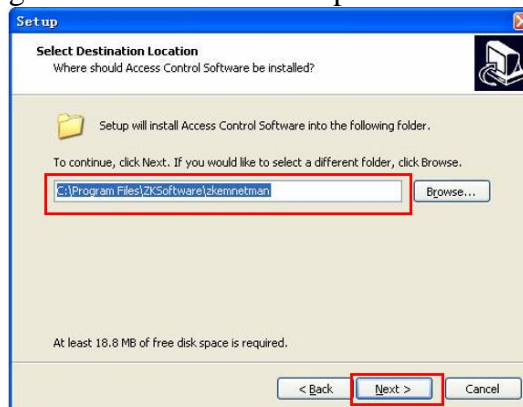 Setup
Select Destination Location
Where should Access Control Software be installed?
Setup will install Access Control Software into the following folder.
To continue, click Next. If you would like to select a different folder, click Browse.
C:\Program Files\ZKSoftware\zkemnetman
Browse...
At least 18.8 MB of free disk space is required.
< Back Next > Cancel